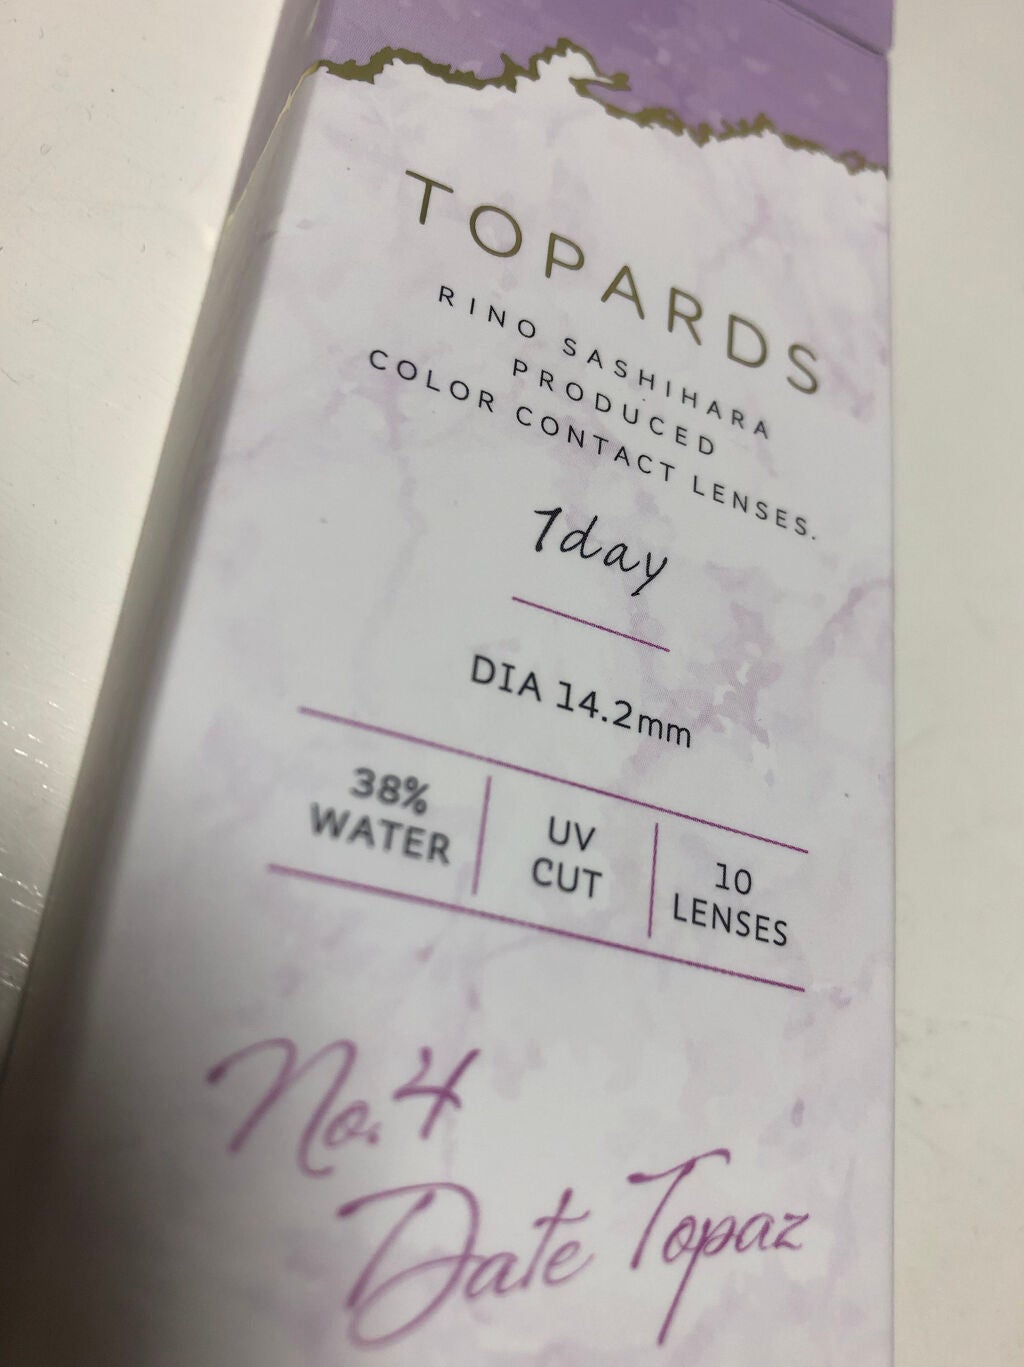 TOPARDS
RINO SASHIHARA
PRODUCED
COLOR CONTACT LENSES.
1day
DIA 14.2mm
38%
WATER
UV
CUT
10
LENSES
No.4
Date Topaz